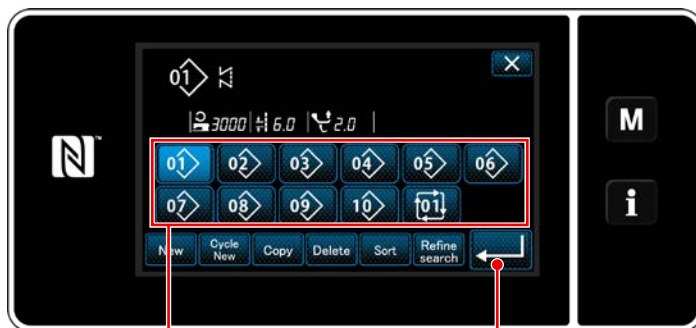 01
3000 6.0 2.0
01 02 03 04 05 06
M
07 08 09 10 01
i
New Cycle New Copy Delete Sort Refine search